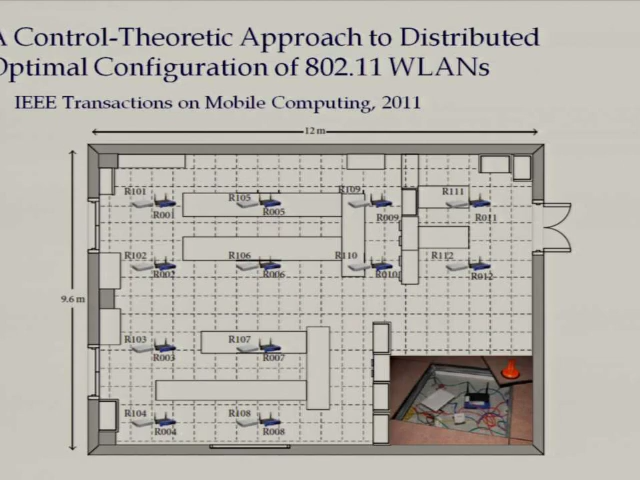 A Control-Theoretic Approach to Distributed
Optimal Configuration of 802.11 WLANs
IEEE Transactions on Mobile Computing, 2011
12 m
R101
R105
R109
R111
R001
R005
R009
R011
9.6 m
R102
R106
R110
R112
R002
R006
R010
R012
R103
R107
R003
R007
R104
R108
R004
R008